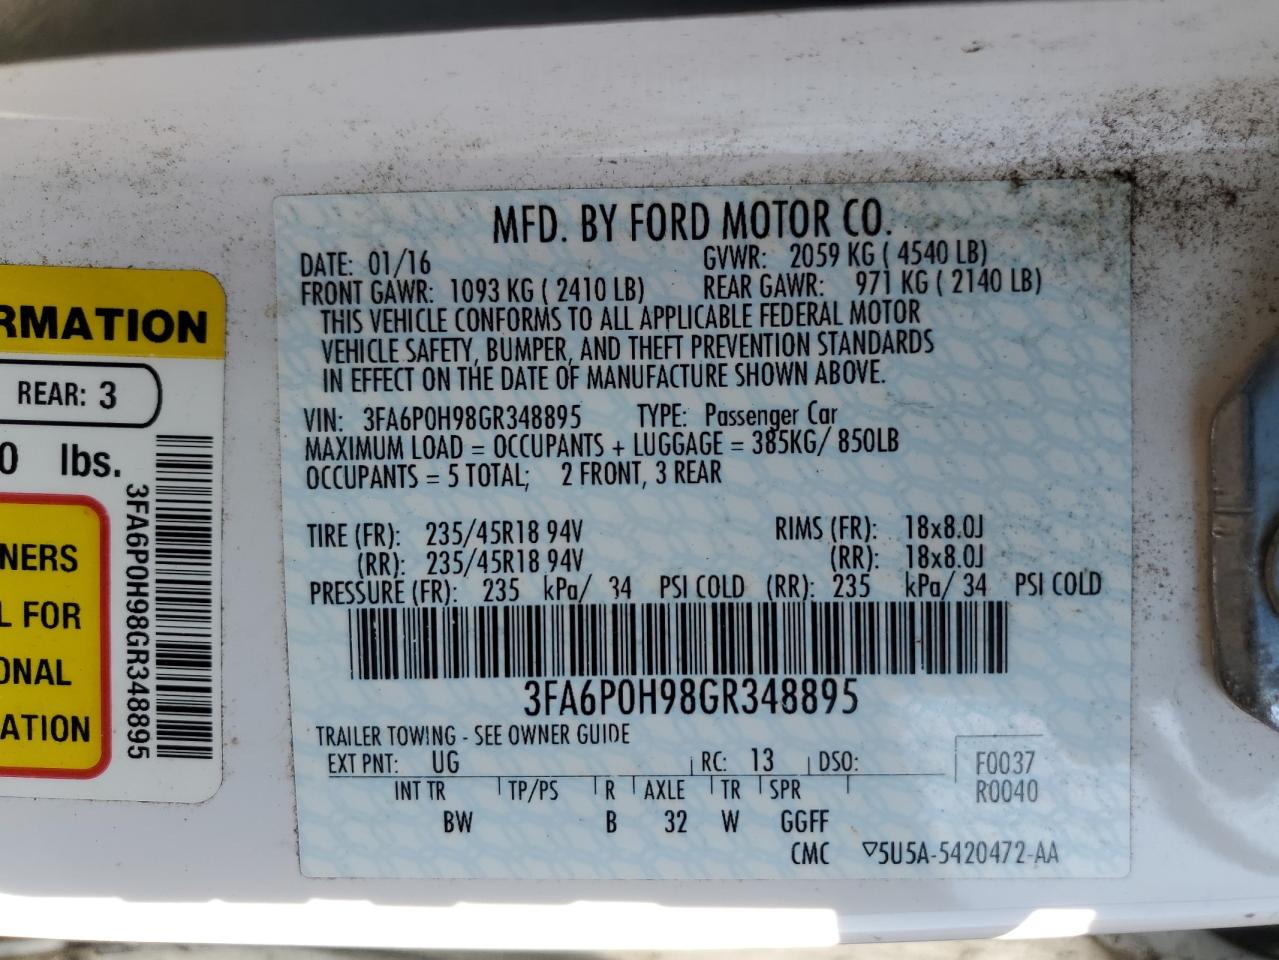 RMATION
REAR: 3
0 lbs.
NERS
L FOR
ONAL
ATION
3FA6P0H98GR348895
MFD. BY FORD MOTOR CO.
DATE: 01/16 GVWR: 2059 KG ( 4540 LB)
FRONT GAWR: 1093 KG ( 2410 LB) REAR GAWR: 971 KG ( 2140 LB)
THIS VEHICLE CONFORMS TO ALL APPLICABLE FEDERAL MOTOR
VEHICLE SAFETY, BUMPER, AND THEFT PREVENTION STANDARDS
IN EFFECT ON THE DATE OF MANUFACTURE SHOWN ABOVE.
VIN: 3FA6P0H98GR348895 TYPE: Passenger Car
MAXIMUM LOAD = OCCUPANTS + LUGGAGE = 385KG/ 850LB
OCCUPANTS = 5 TOTAL; 2 FRONT, 3 REAR
TIRE (FR): 235/45R18 94V RIMS (FR): 18x8.0J
(RR): 235/45R18 94V (RR): 18x8.0J
PRESSURE (FR): 235 kPa/ 34 PSI COLD (RR): 235 kPa/ 34 PSI COLD
3FA6P0H98GR348895
TRAILER TOWING - SEE OWNER GUIDE
EXT PNT: UG RC: 13 DSO: F0037
INT TR TP/PS R AXLE TR SPR R0040
BW B 32 W GGFF
CMC ▽5U5A-5420472-AA